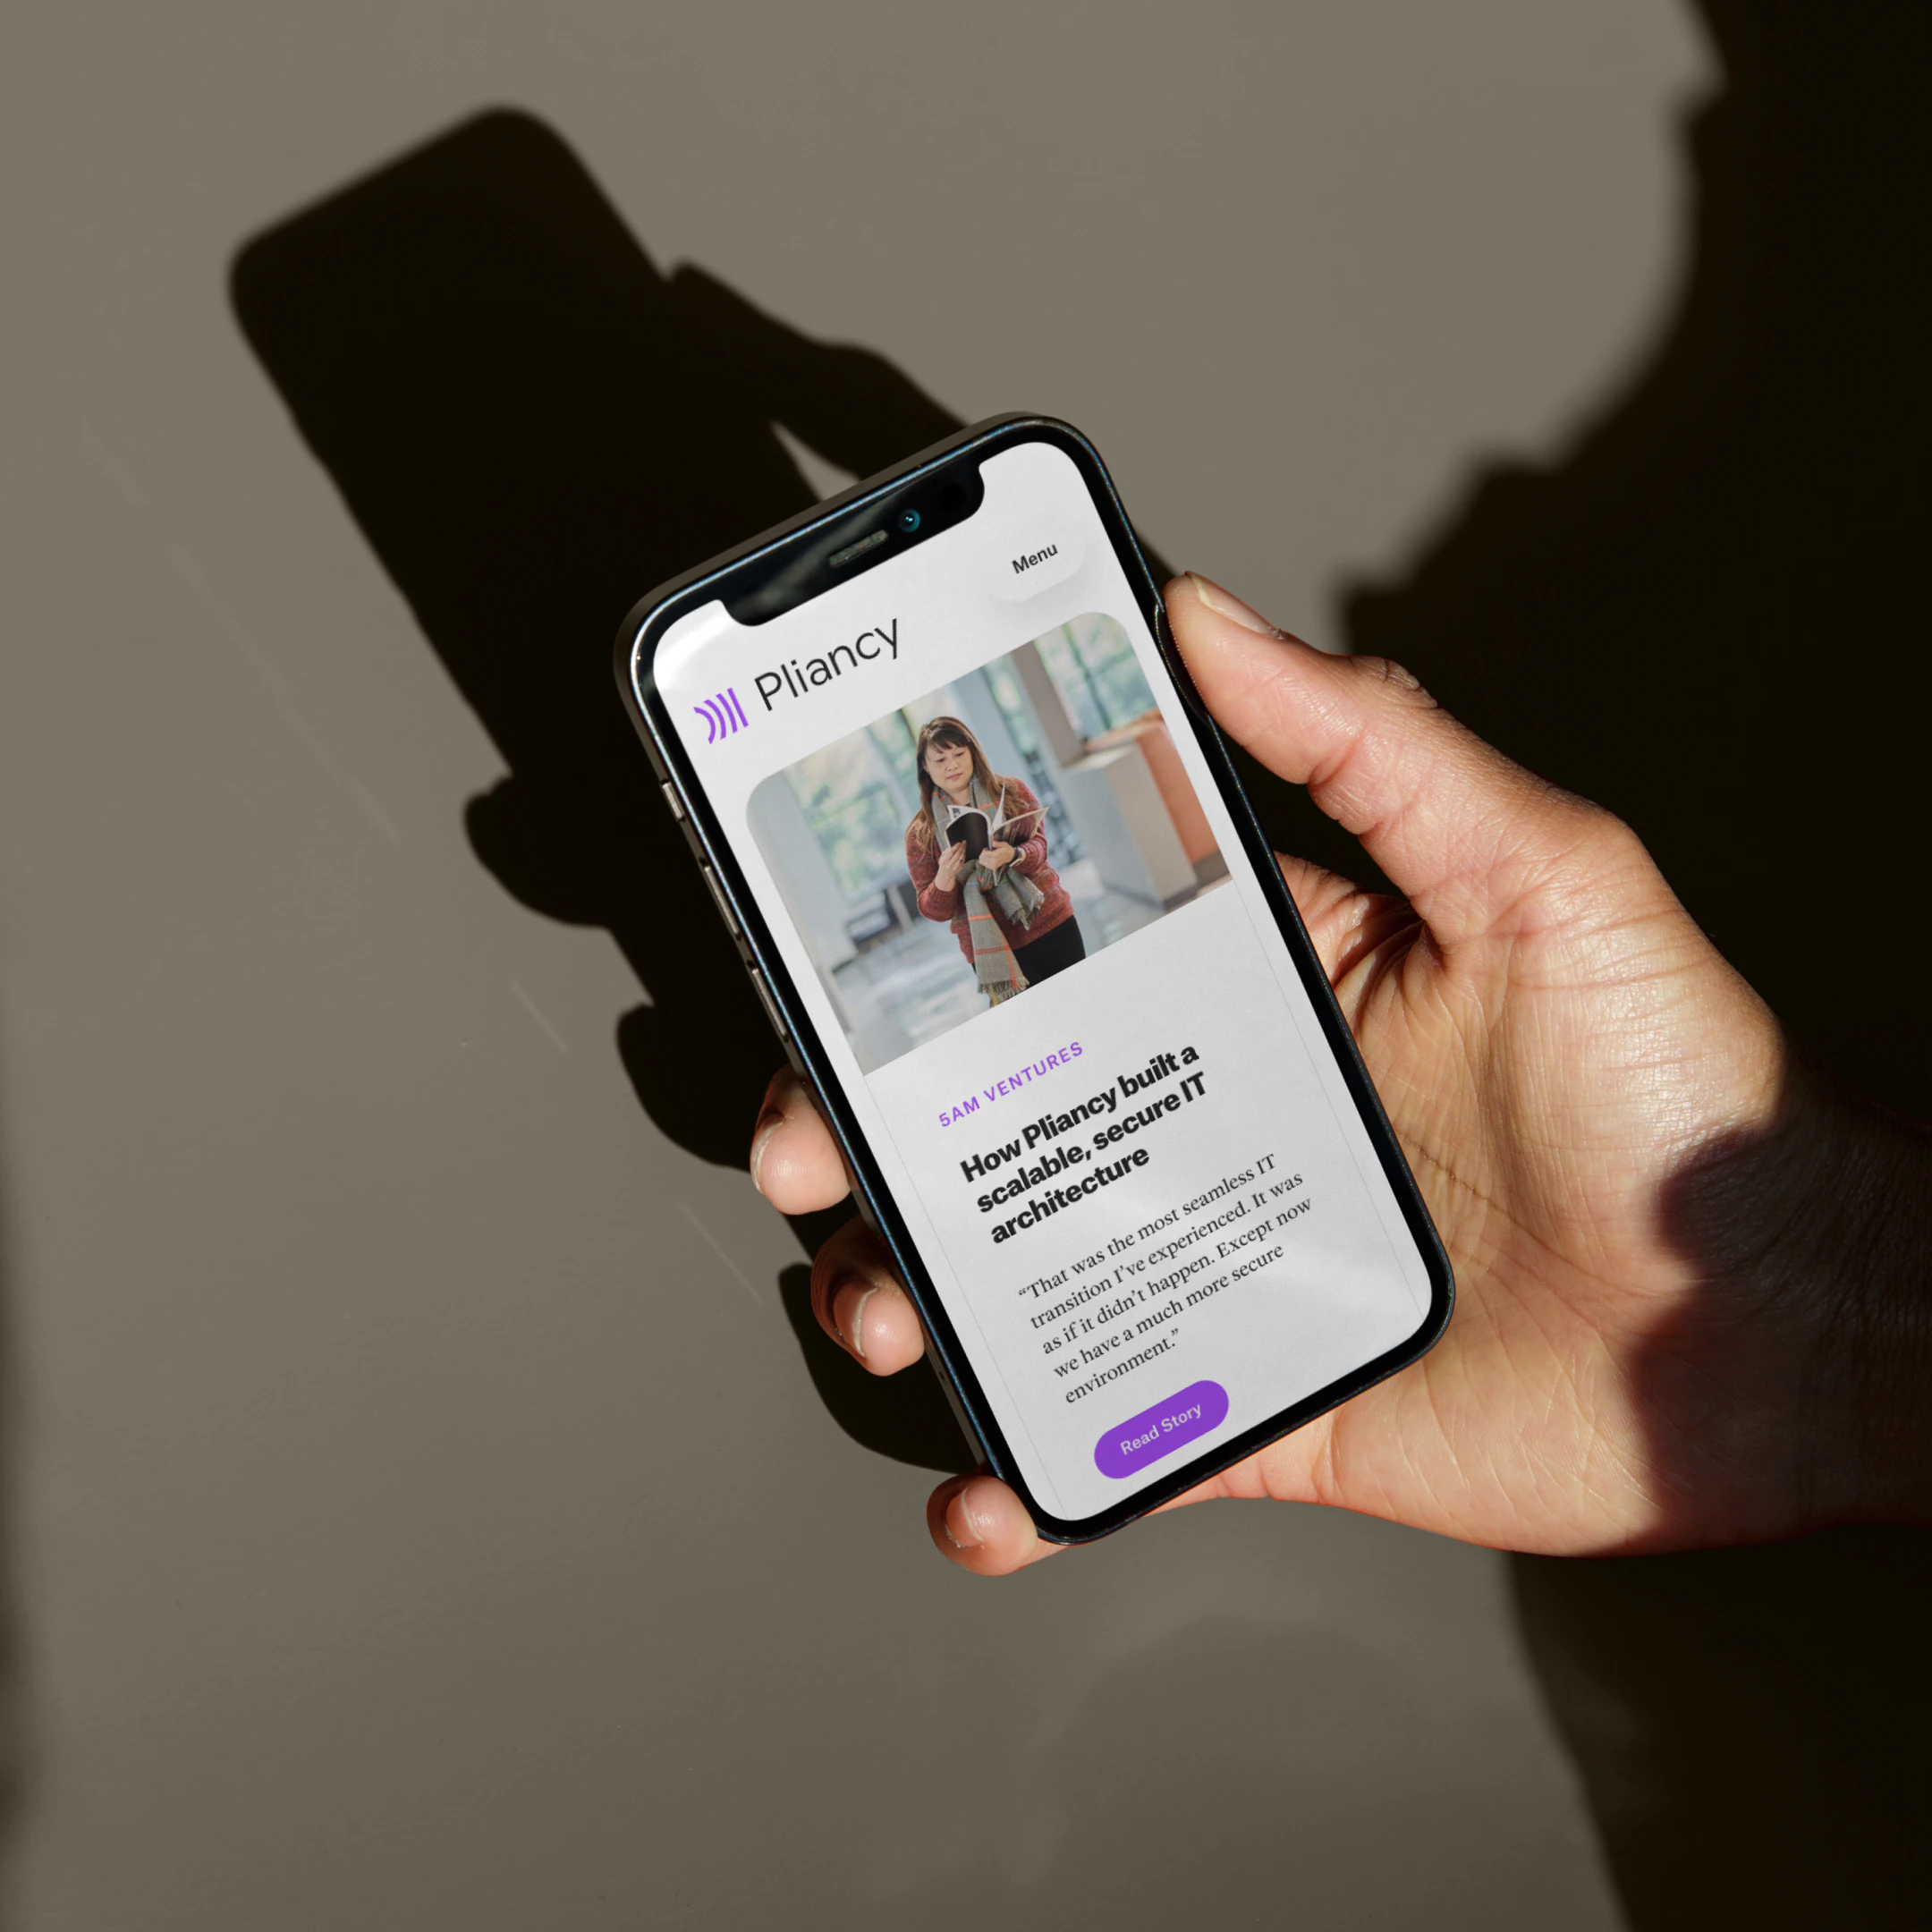 Menu
Pliancy
5AM VENTURES
How Pliancy built a
scalable, secure IT
architecture
“That was the most seamless IT
transition I’ve experienced. It was
as if it didn’t happen. Except now
we have a much more secure
environment.”
Read Story